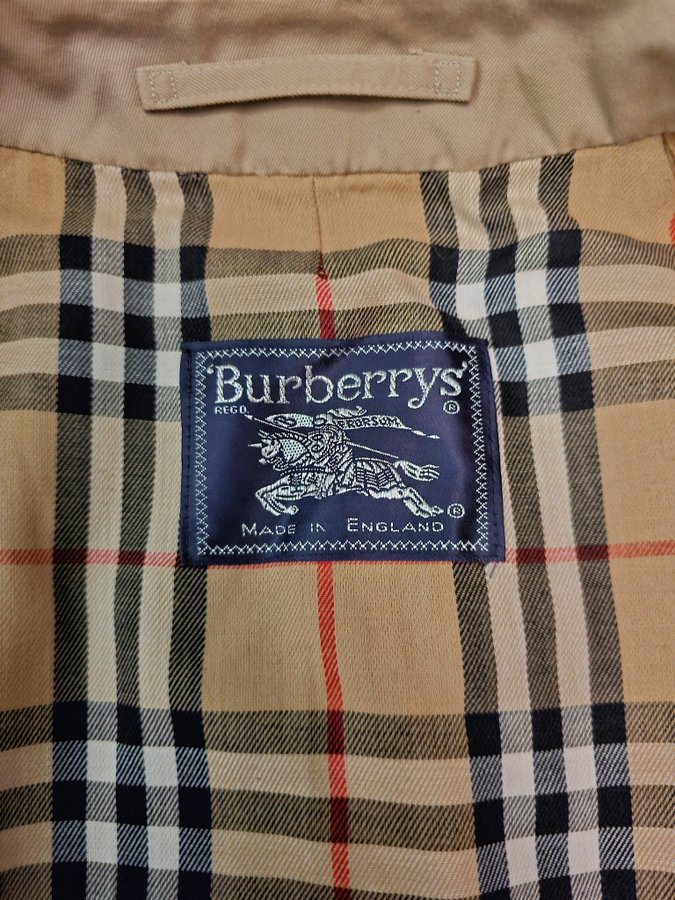 'Burberrys'
REGD.
®
PRORSUM
MADE IN ENGLAND ®